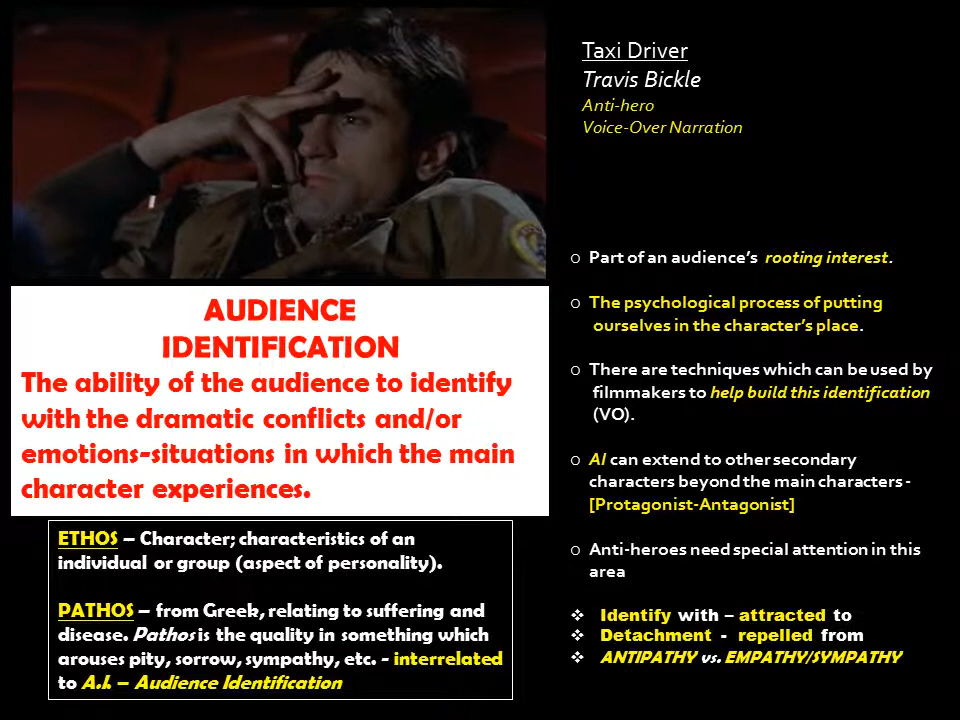 Taxi Driver
Travis Bickle
Anti-hero
Voice-Over Narration
AUDIENCE
IDENTIFICATION
The ability of the audience to identify
with the dramatic conflicts and/or
emotions-situations in which the main
character experiences.
ETHOS – Character; characteristics of an
individual or group (aspect of personality).
PATHOS – from Greek, relating to suffering and
disease. Pathos is the quality in something which
arouses pity, sorrow, sympathy, etc. - interrelated
to A.I. – Audience Identification
o Part of an audience's rooting interest.
o The psychological process of putting
ourselves in the character's place.
o There are techniques which can be used by
filmmakers to help build this identification
(VO).
o AI can extend to other secondary
characters beyond the main characters -
[Protagonist-Antagonist]
o Anti-heroes need special attention in this
area
❖ Identify with – attracted to
❖ Detachment - repelled from
❖ ANTIPATHY vs. EMPATHY/SYMPATHY